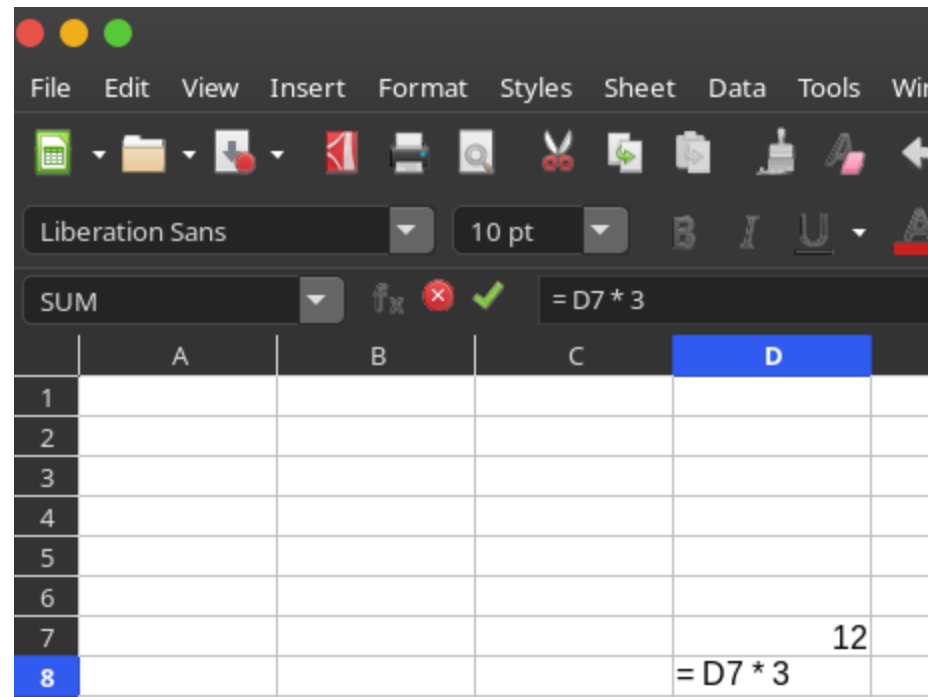 File Edit View Insert Format Styles Sheet Data Tools
Liberation Sans 10 pt B I U A
SUM fx = D7 * 3
A B C D
1
2
3
4
5
6
7 12
8 = D7 * 3